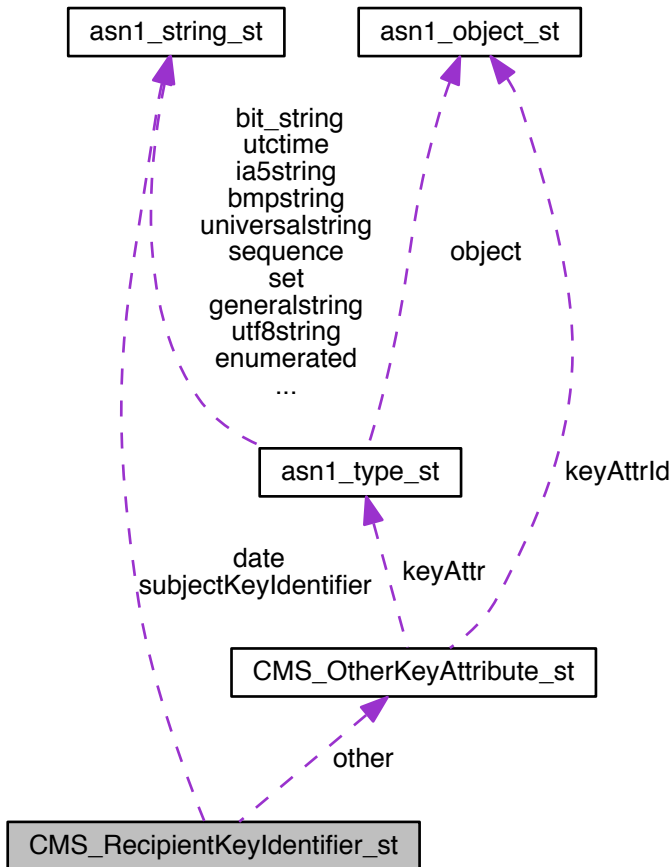 asn1_string_st
asn1_object_st
bit_string
utctime
ia5string
bmpstring
universalstring
sequence
set
generalstring
utf8string
enumerated
...
object
asn1_type_st
keyAttrId
date
subjectKeyIdentifier
keyAttr
CMS_OtherKeyAttribute_st
other
CMS_RecipientKeyIdentifier_st